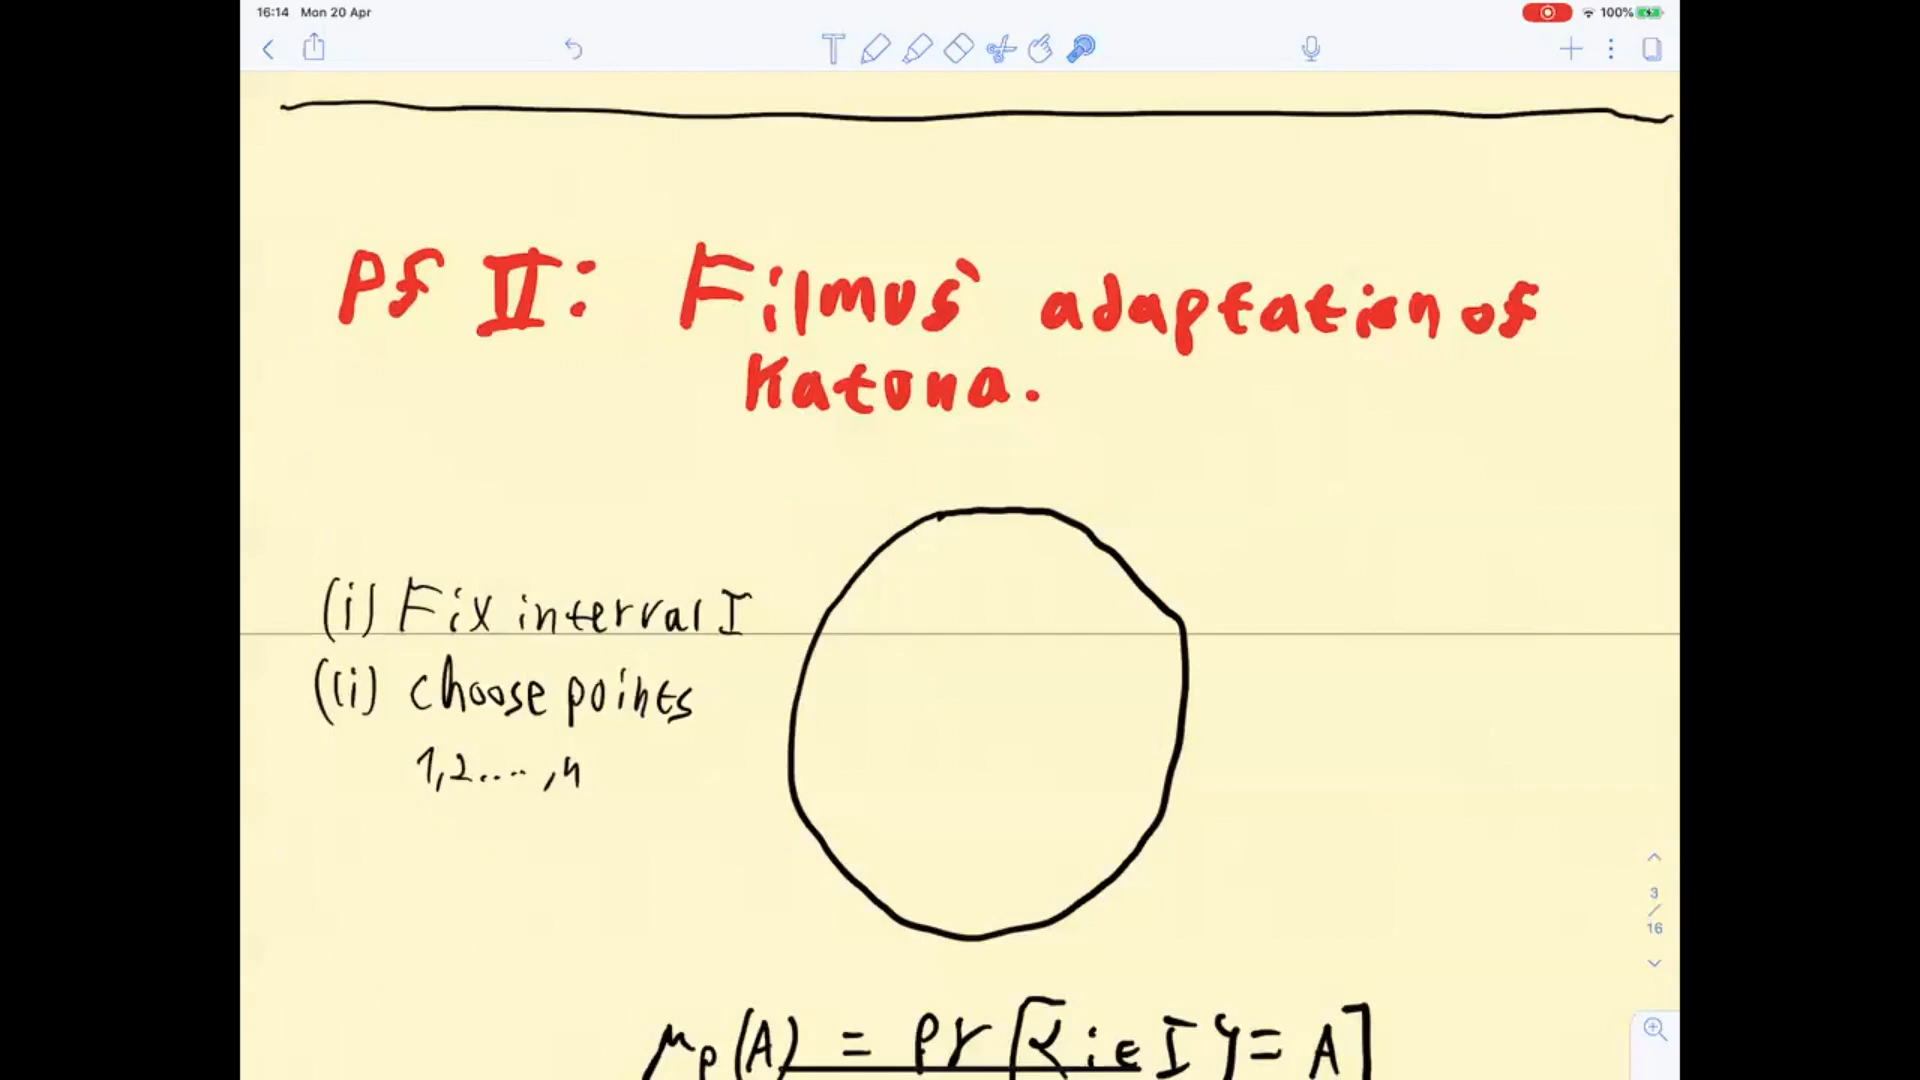 16:14 Mon 20 Apr
100%
Pf II: Filmus' adaptation of
Katona.
(i) Fix interval I
(ii) choose points
1,2....,n
3
/
16
μp(A) = Pr[{i∈I}=A]